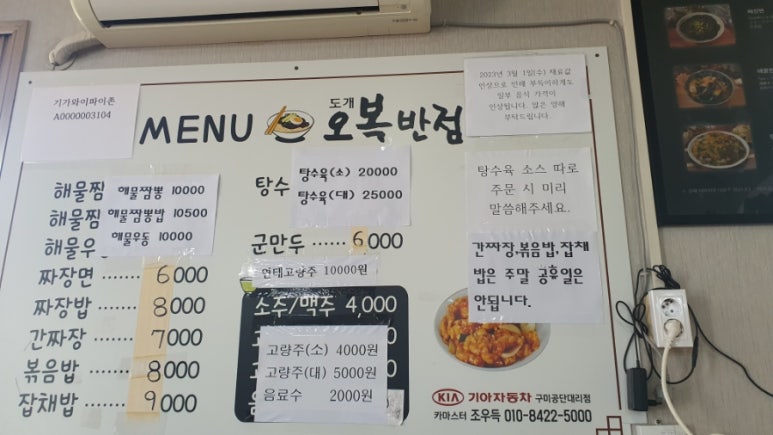 기가와이파이존
A0000003104
MENU
도개
오복반점
2023년 3월 1일(수) 재료값
인상으로 인해 부득이하게도
일부 음식 가격이
인상됩니다. 많은 양해
부탁드립니다.
해물찜 해물짬뽕 10000
해물찜 해물짬뽕밥 10500
해물우동 해물우동 10000
짜장면 ······· 6000
짜장밥 ······· 8000
간짜장 ······· 7000
볶음밥 ······· 8000
잡채밥 ······· 9000
탕수 탕수육(소) 20000
탕수육(대) 25000
군만두 ······ 6000
연태고량주 10000원
소주/맥주 4,000
고량주(소) 4000원
고량주(대) 5000원
음료수 2000원
탕수육 소스 따로
주문 시 미리
말씀해주세요.
간짜장,볶음밥,잡채
밥은 주말 공휴일은
안됩니다.
KIA 기아자동차 구미공단대리점
카마스터 조우득 010-8422-5000